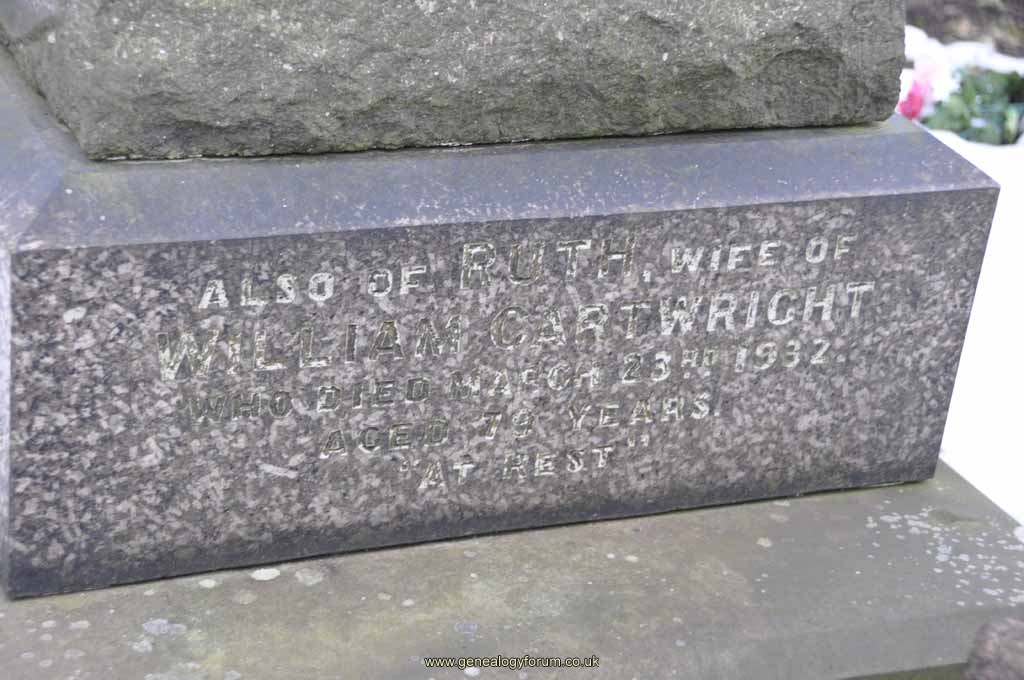 ALSO OF RUTH, WIFE OF
WILLIAM CARTWRIGHT
WHO DIED MARCH 23RD 1932.
AGED 79 YEARS.
"AT REST"
www.genealogyforum.co.uk